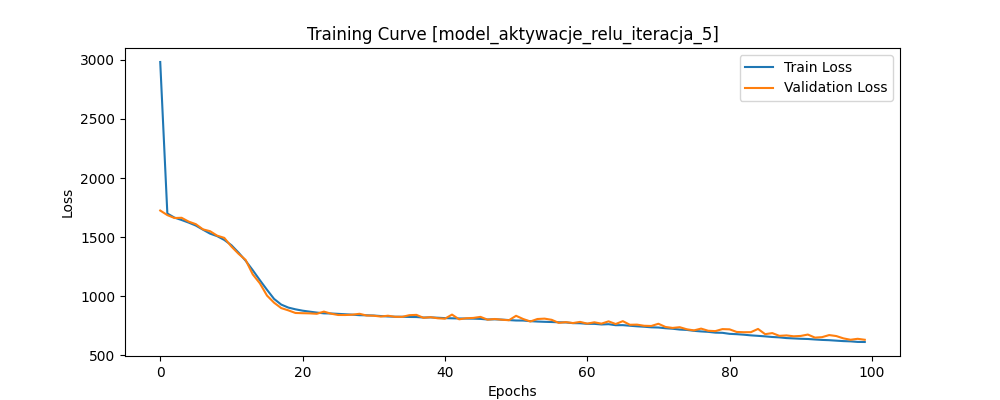 Training Curve [model_aktywacje_relu_iteracja_5]
Train Loss
Validation Loss
3000
2500
2000
1500
1000
500
Loss
0
20
40
60
80
100
Epochs